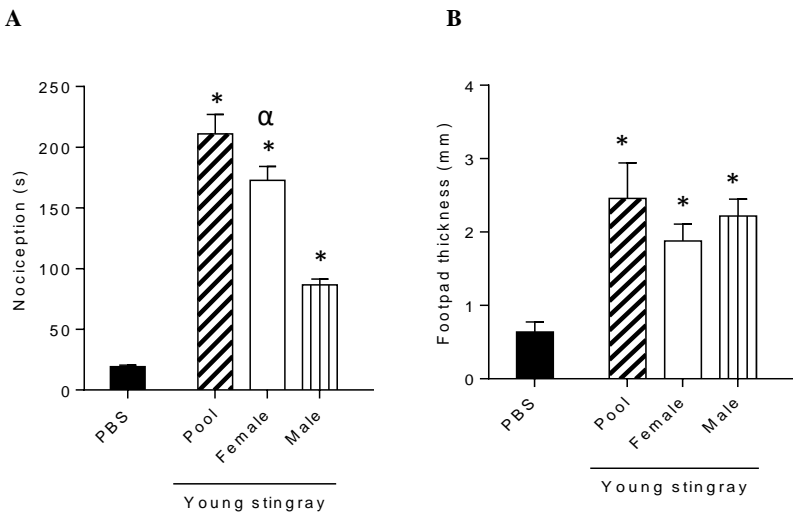 A
B
Nociception (s)
250
200
150
100
50
0
*
α
*
*
PBS
Pool
Female
Male
Young stingray
Footpad thickness (mm)
4
3
2
1
0
*
*
*
PBS
Pool
Female
Male
Young stingray